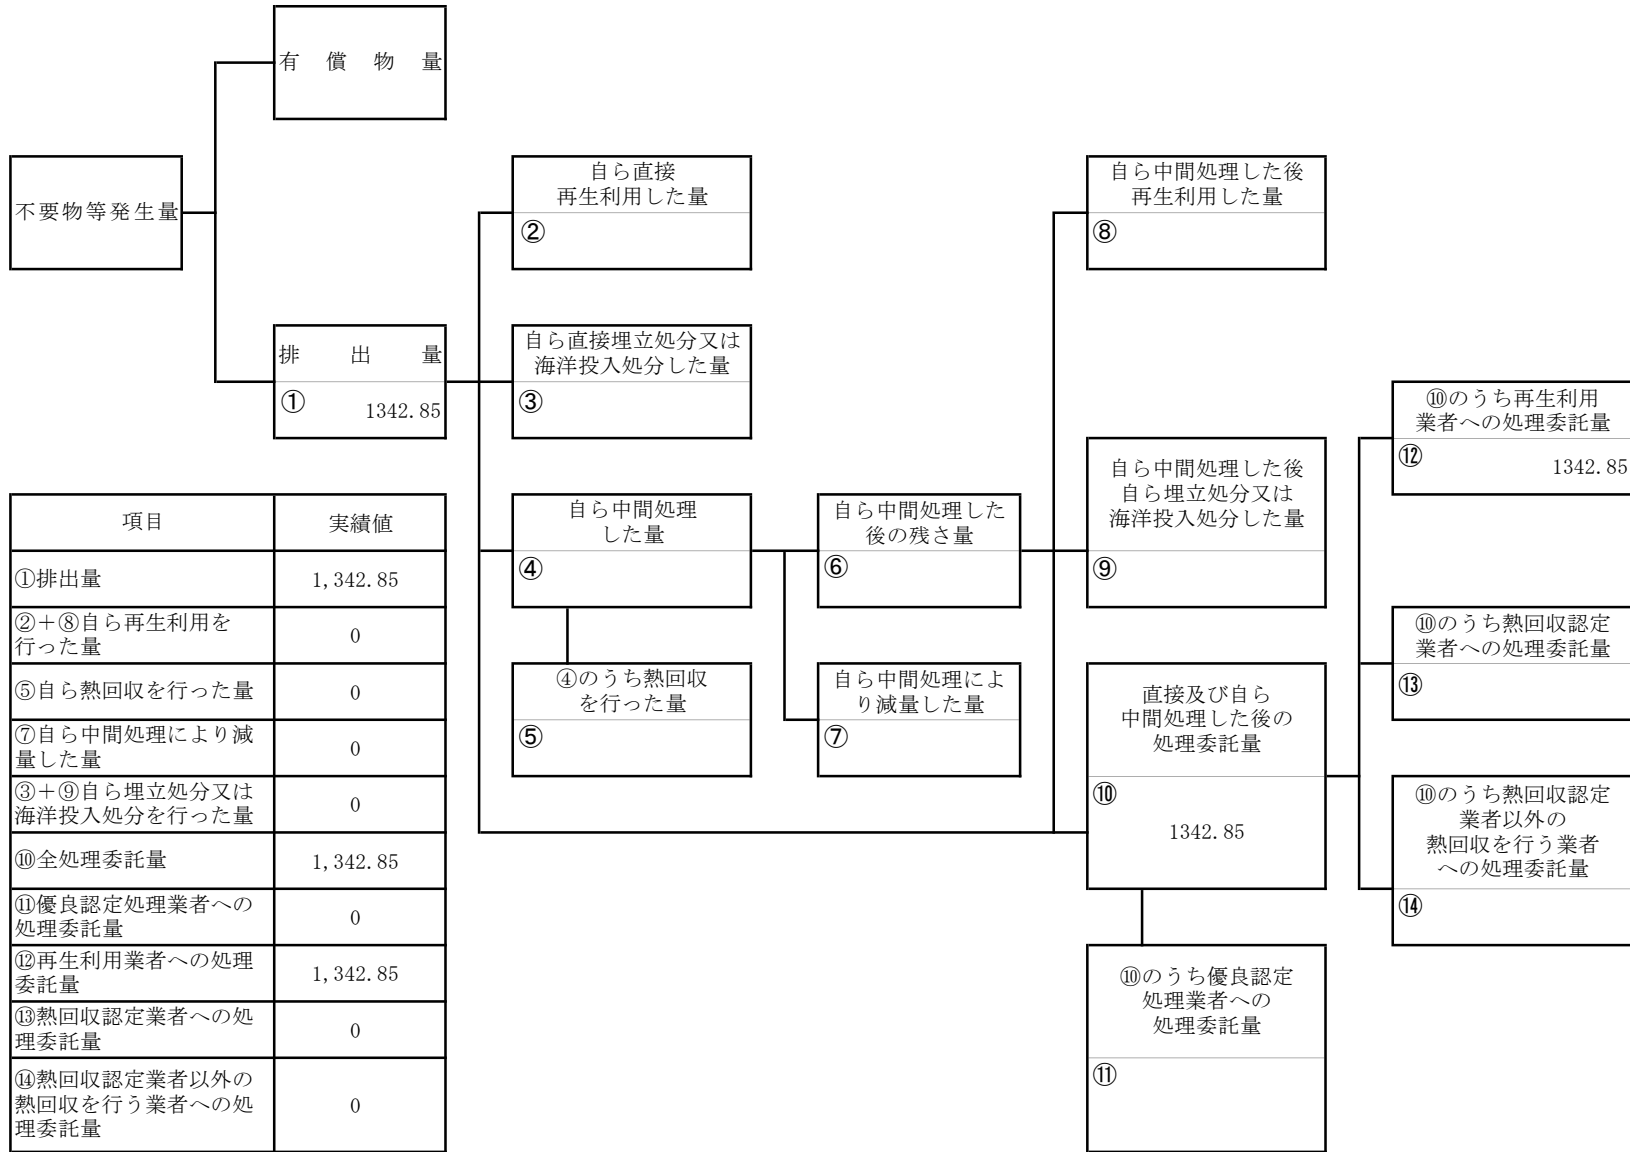 有償物量
不要物等発生量
排出量
①
1342.85
自ら直接
再生利用した量
②
自ら直接埋立処分又は
海洋投入処分した量
③
自ら中間処理
した量
④
④のうち熱回収
を行った量
⑤
自ら中間処理した
後の残さ量
⑥
自ら中間処理によ
り減量した量
⑦
自ら中間処理した後
再生利用した量
⑧
自ら中間処理した後
自ら埋立処分又は
海洋投入処分した量
⑨
直接及び自ら
中間処理した後の
処理委託量
⑩
1342.85
⑩のうち優良認定
処理業者への
処理委託量
⑪
⑩のうち再生利用
業者への処理委託量
⑫
1342.85
⑩のうち熱回収認定
業者への処理委託量
⑬
⑩のうち熱回収認定
業者以外の
熱回収を行う業者
への処理委託量
⑭
項目 実績値
①排出量 1,342.85
②+⑧自ら再生利用を
行った量 0
⑤自ら熱回収を行った量 0
⑦自ら中間処理により減
量した量 0
③+⑨自ら埋立処分又は
海洋投入処分を行った量 0
⑩全処理委託量 1,342.85
⑪優良認定処理業者への
処理委託量 0
⑫再生利用業者への処理
委託量 1,342.85
⑬熱回収認定業者への処
理委託量 0
⑭熱回収認定業者以外の
熱回収を行う業者への処
理委託量 0